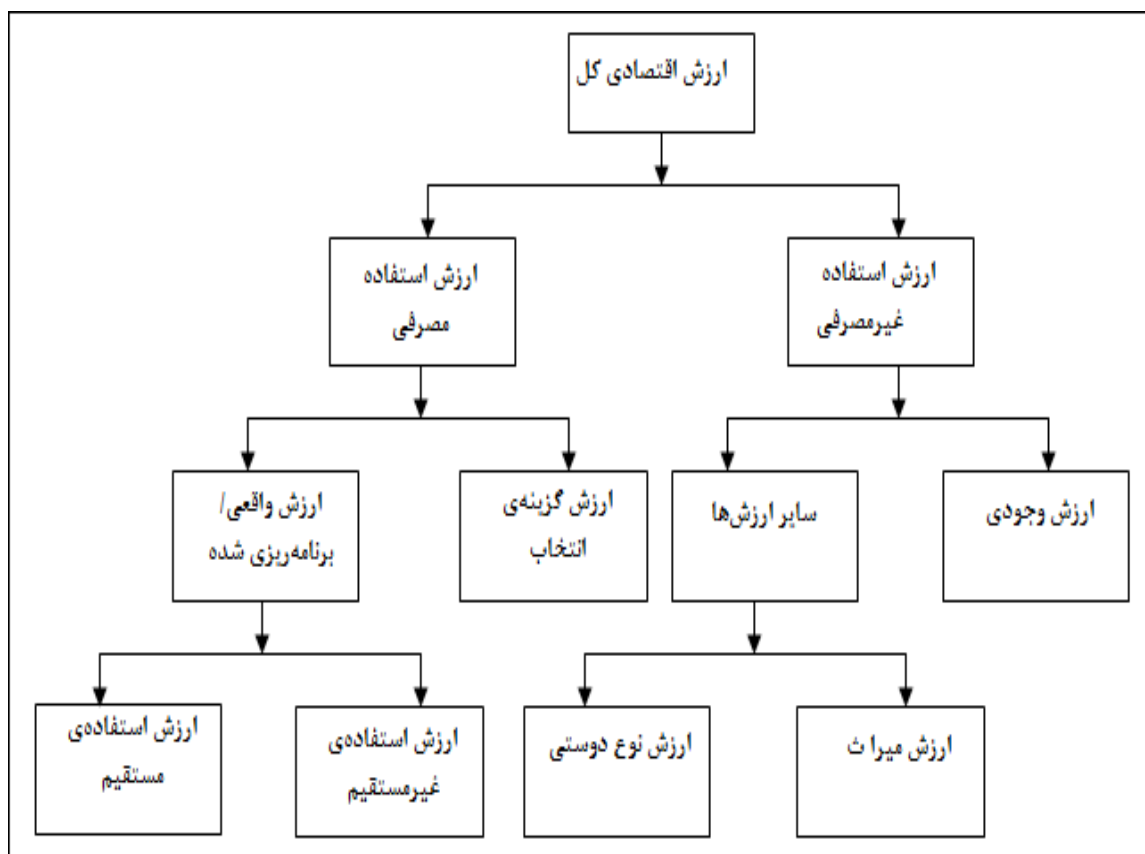 ارزش اقتصادی کل
ارزش استفاده
غیرمصرفی
ارزش استفاده
مصرفی
ارزش وجودی
سایر ارزش‌ها
ارزش گزینه‌ی
انتخاب
ارزش واقعی/
برنامه‌ریزی شده
ارزش میرا ث
ارزش نوع دوستی
ارزش استفاده‌ی
غیرمستقیم
ارزش استفاده‌ی
مستقیم